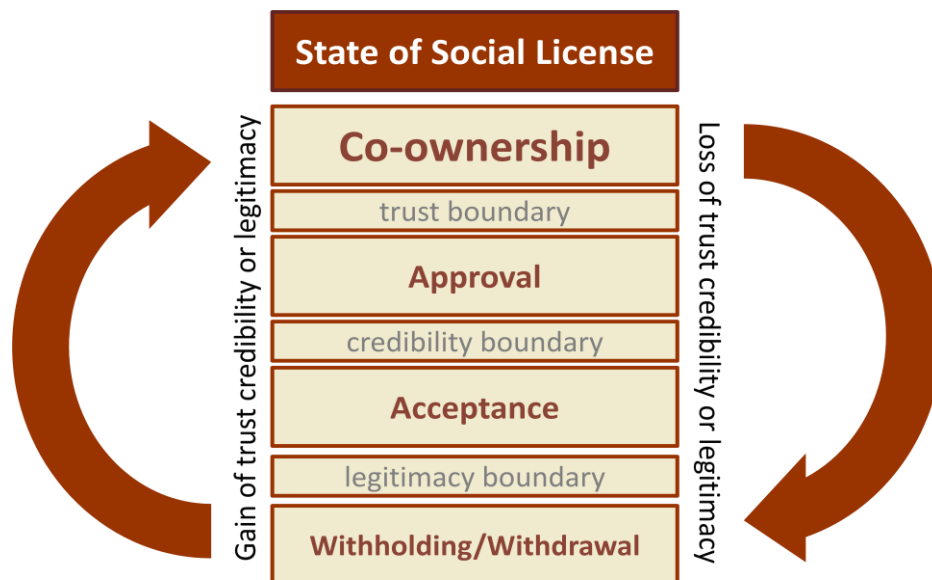 State of Social License
Co-ownership
trust boundary
Approval
credibility boundary
Acceptance
legitimacy boundary
Withholding/Withdrawal
Gain of trust credibility or legitimacy
Loss of trust credibility or legitimacy